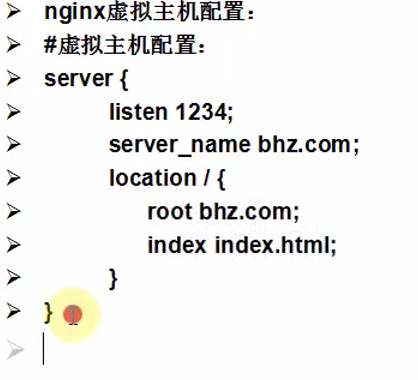 nginx虚拟主机配置：
#虚拟主机配置：
server {
listen 1234;
server_name bhz.com;
location / {
root bhz.com;
index index.html;
}
}